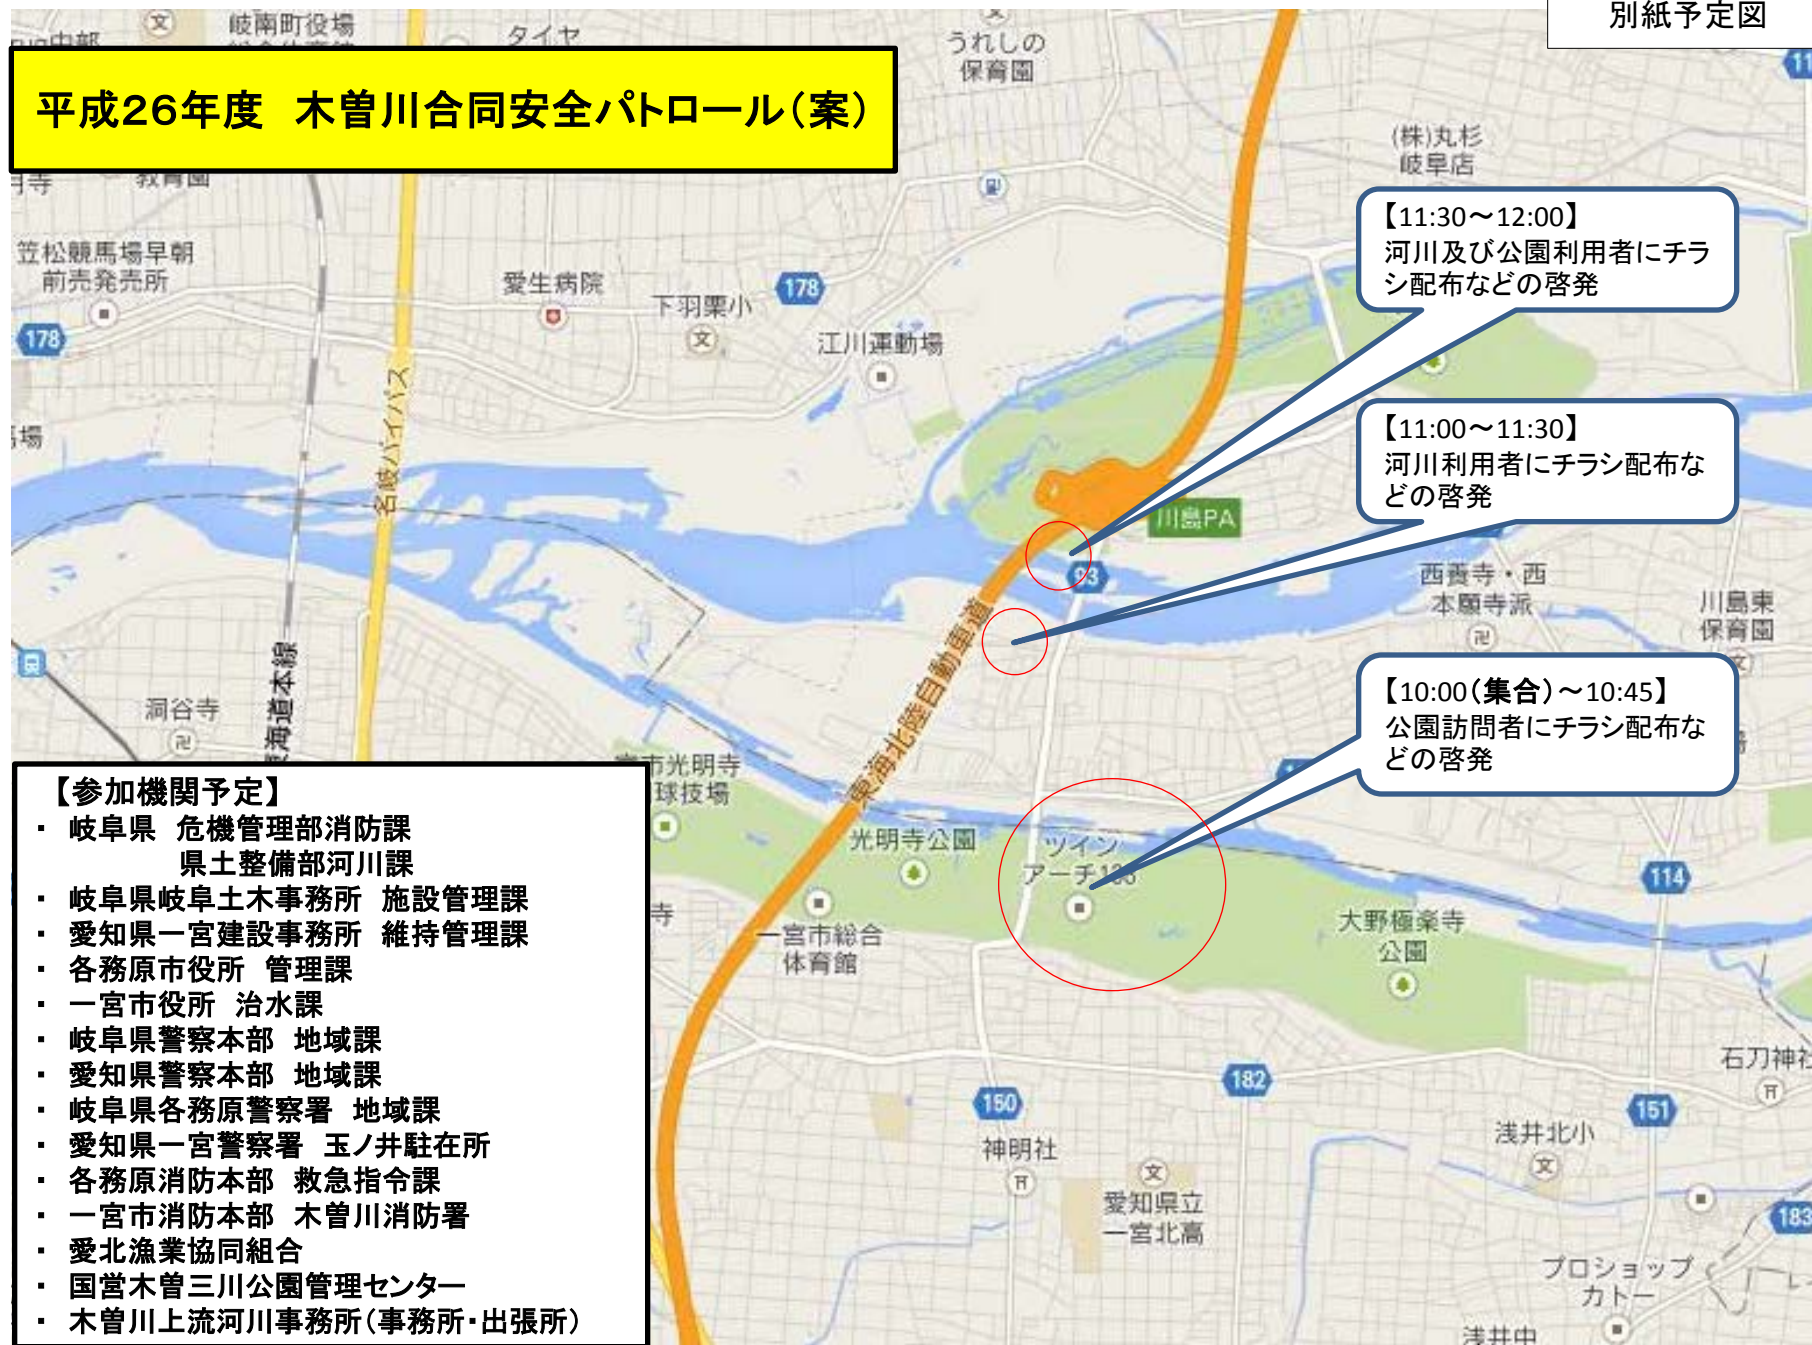 別紙予定図
平成26年度 木曽川合同安全パトロール(案)
岐南町役場
タイヤ
うれしの
保育園
(株)丸杉
岐阜店
教育園
笠松競馬場早朝
前売発売所
愛生病院
下羽栗小
178
178
江川運動場
名岐バイパス
【11:30～12:00】
河川及び公園利用者にチラ
シ配布などの啓発
【11:00～11:30】
河川利用者にチラシ配布な
どの啓発
川島PA
93
西養寺・西
本願寺派
川島東
保育園
東海北陸自動車道
東海道本線
洞谷寺
【10:00(集合)～10:45】
公園訪問者にチラシ配布な
どの啓発
市光明寺
球技場
光明寺公園
ツイン
アーチ138
一宮市総合
体育館
大野極楽寺
公園
114
【参加機関予定】
・ 岐阜県 危機管理部消防課
県土整備部河川課
・ 岐阜県岐阜土木事務所 施設管理課
・ 愛知県一宮建設事務所 維持管理課
・ 各務原市役所 管理課
・ 一宮市役所 治水課
・ 岐阜県警察本部 地域課
・ 愛知県警察本部 地域課
・ 岐阜県各務原警察署 地域課
・ 愛知県一宮警察署 玉ノ井駐在所
・ 各務原消防本部 救急指令課
・ 一宮市消防本部 木曽川消防署
・ 愛北漁業協同組合
・ 国営木曽三川公園管理センター
・ 木曽川上流河川事務所(事務所・出張所)
石刀神社
182
150
151
神明社
浅井北小
愛知県立
一宮北高
183
プロショップ
カトー
浅井中